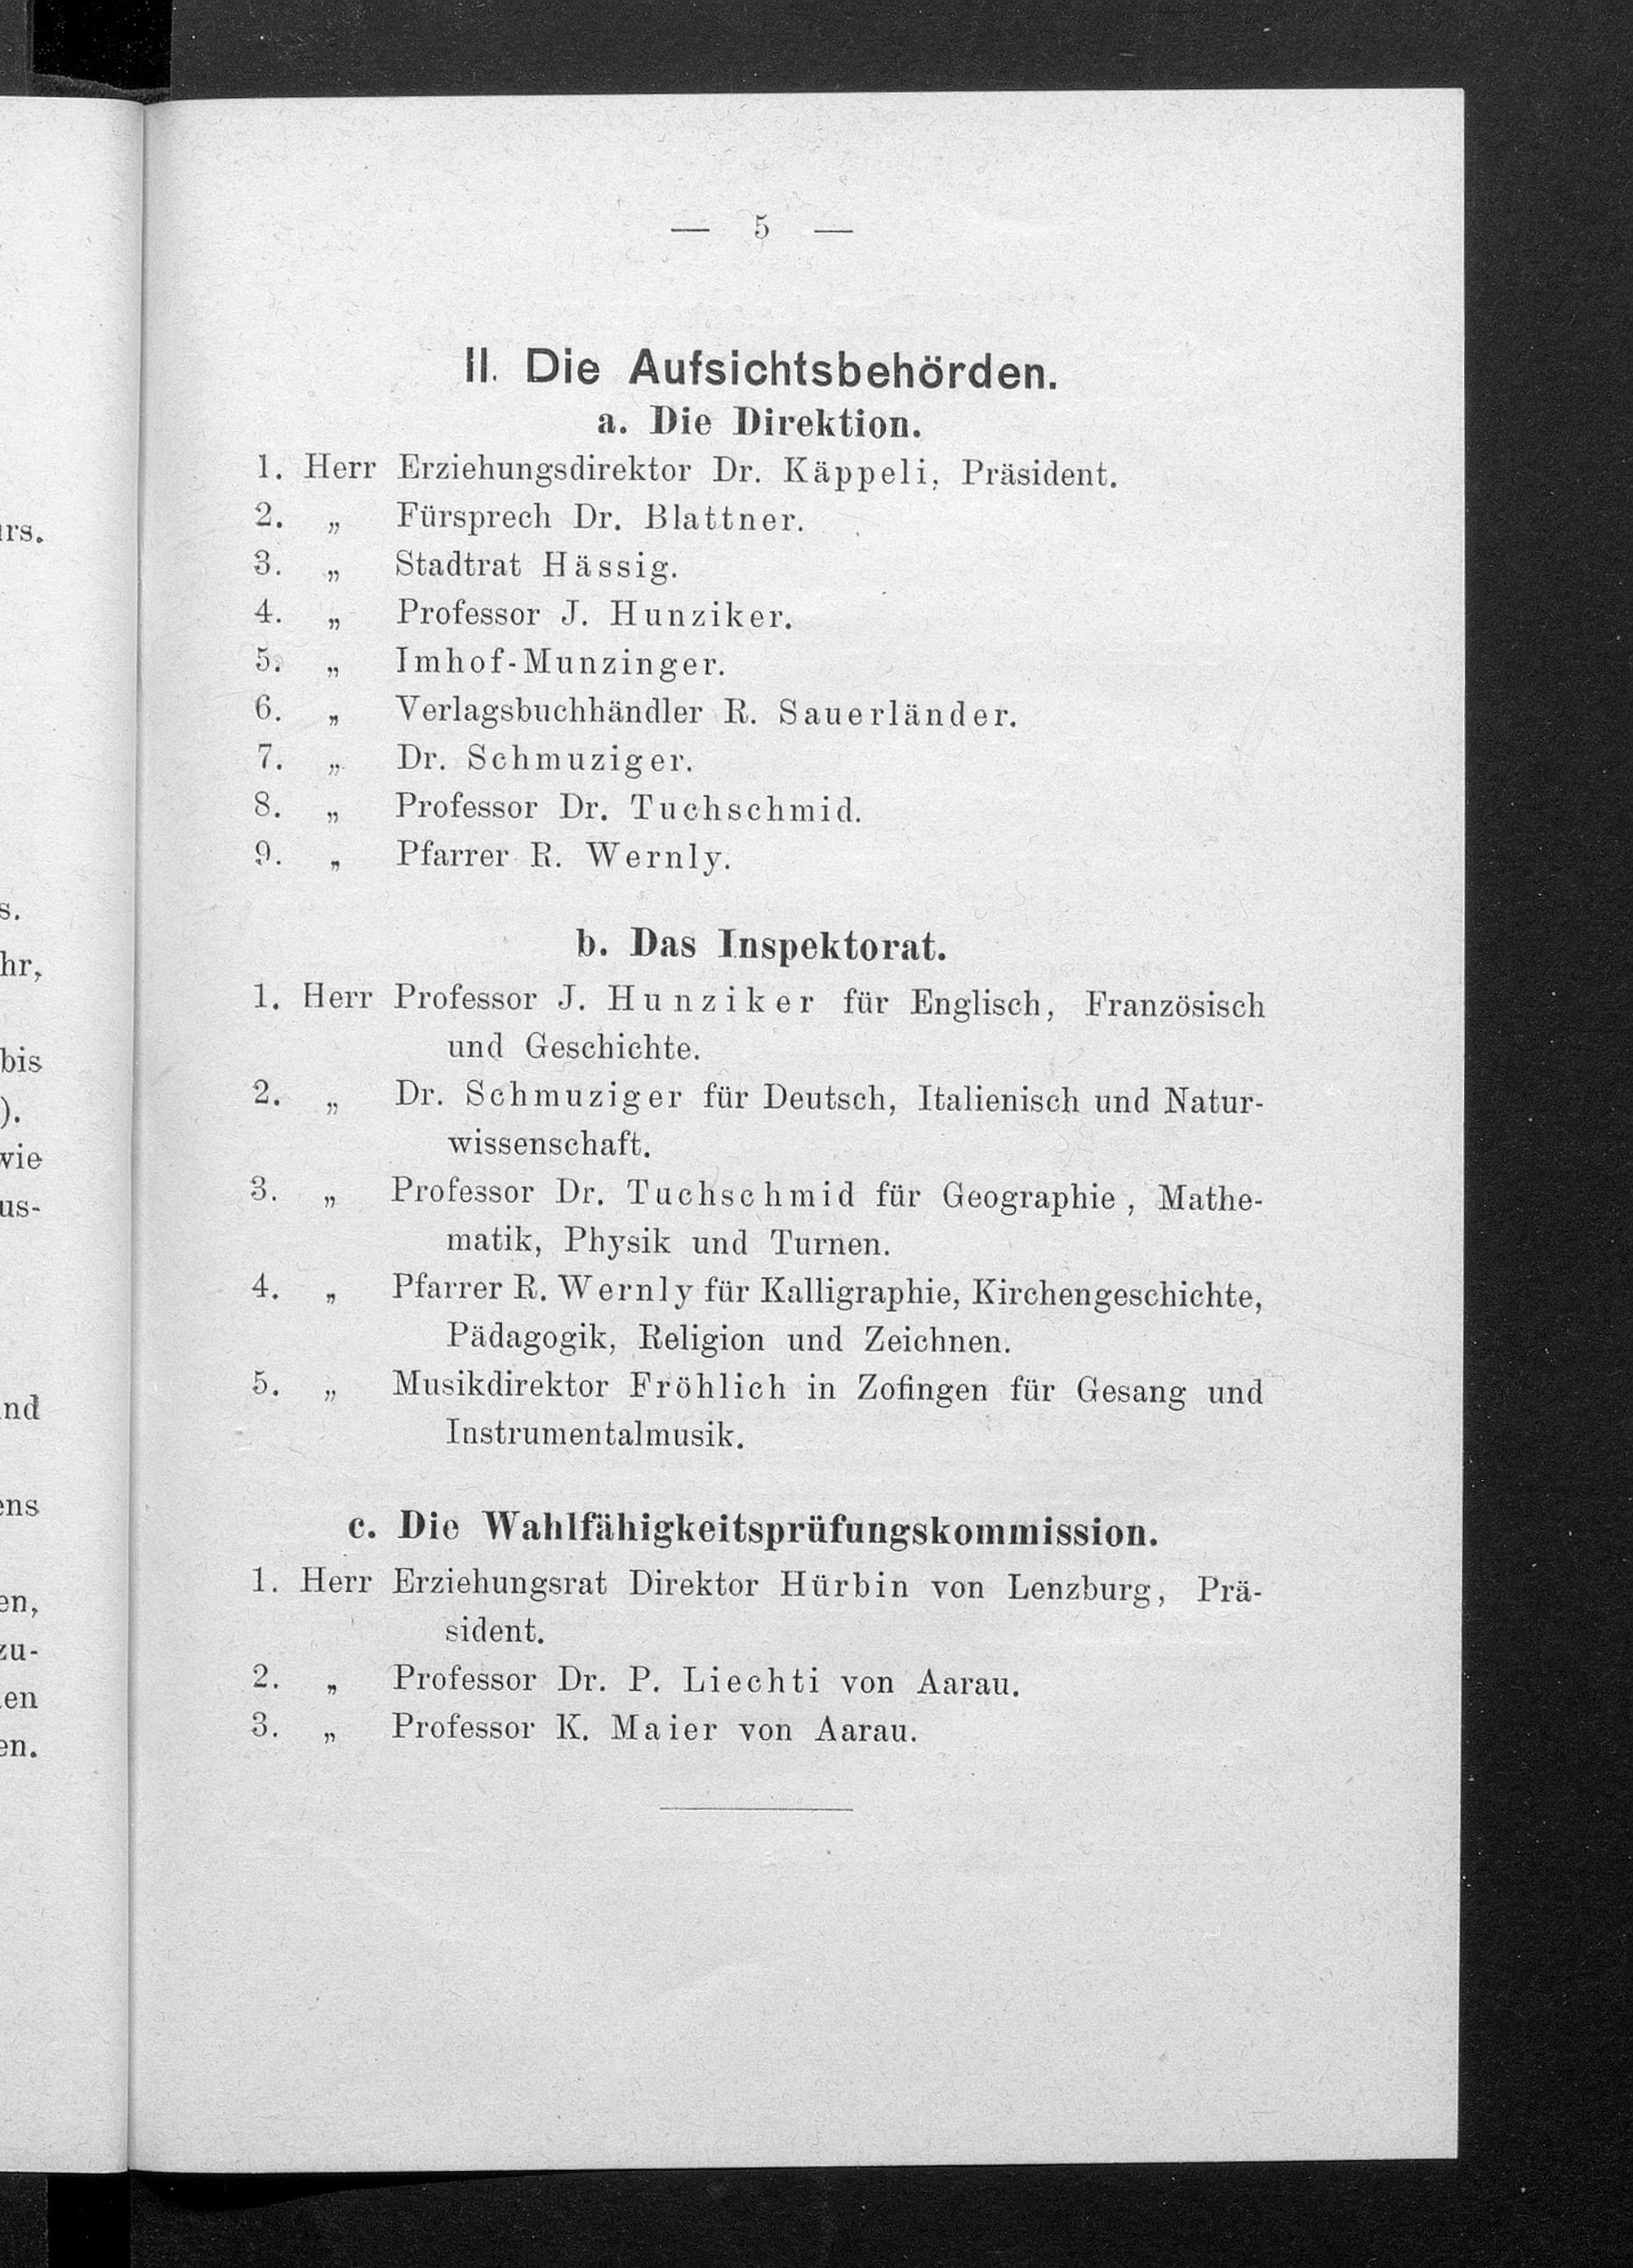 — 5 —
II. Die Aufsichtsbehörden.
a. Die Direktion.
1. Herr Erziehungsdirektor Dr. Käppeli, Präsident.
2. „ Fürsprech Dr. Blattner.
3. „ Stadtrat Hässig.
4. „ Professor J. Hunziker.
5. „ Imhof-Munzinger.
6. „ Verlagsbuchhändler R. Sauerländer.
7. „ Dr. Schmuziger.
8. „ Professor Dr. Tuchschmid.
9. „ Pfarrer R. Wernly.
b. Das Inspektorat.
1. Herr Professor J. Hunziker für Englisch, Französisch
und Geschichte.
2. „ Dr. Schmuziger für Deutsch, Italienisch und Natur-
wissenschaft.
3. „ Professor Dr. Tuchschmid für Geographie, Mathe-
matik, Physik und Turnen.
4. „ Pfarrer R. Wernly für Kalligraphie, Kirchengeschichte,
Pädagogik, Religion und Zeichnen.
5. „ Musikdirektor Fröhlich in Zofingen für Gesang und
Instrumentalmusik.
c. Die Wahlfähigkeitsprüfungskommission.
1. Herr Erziehungsrat Direktor Hürbin von Lenzburg, Prä-
sident.
2. „ Professor Dr. P. Liechti von Aarau.
3. „ Professor K. Maier von Aarau.